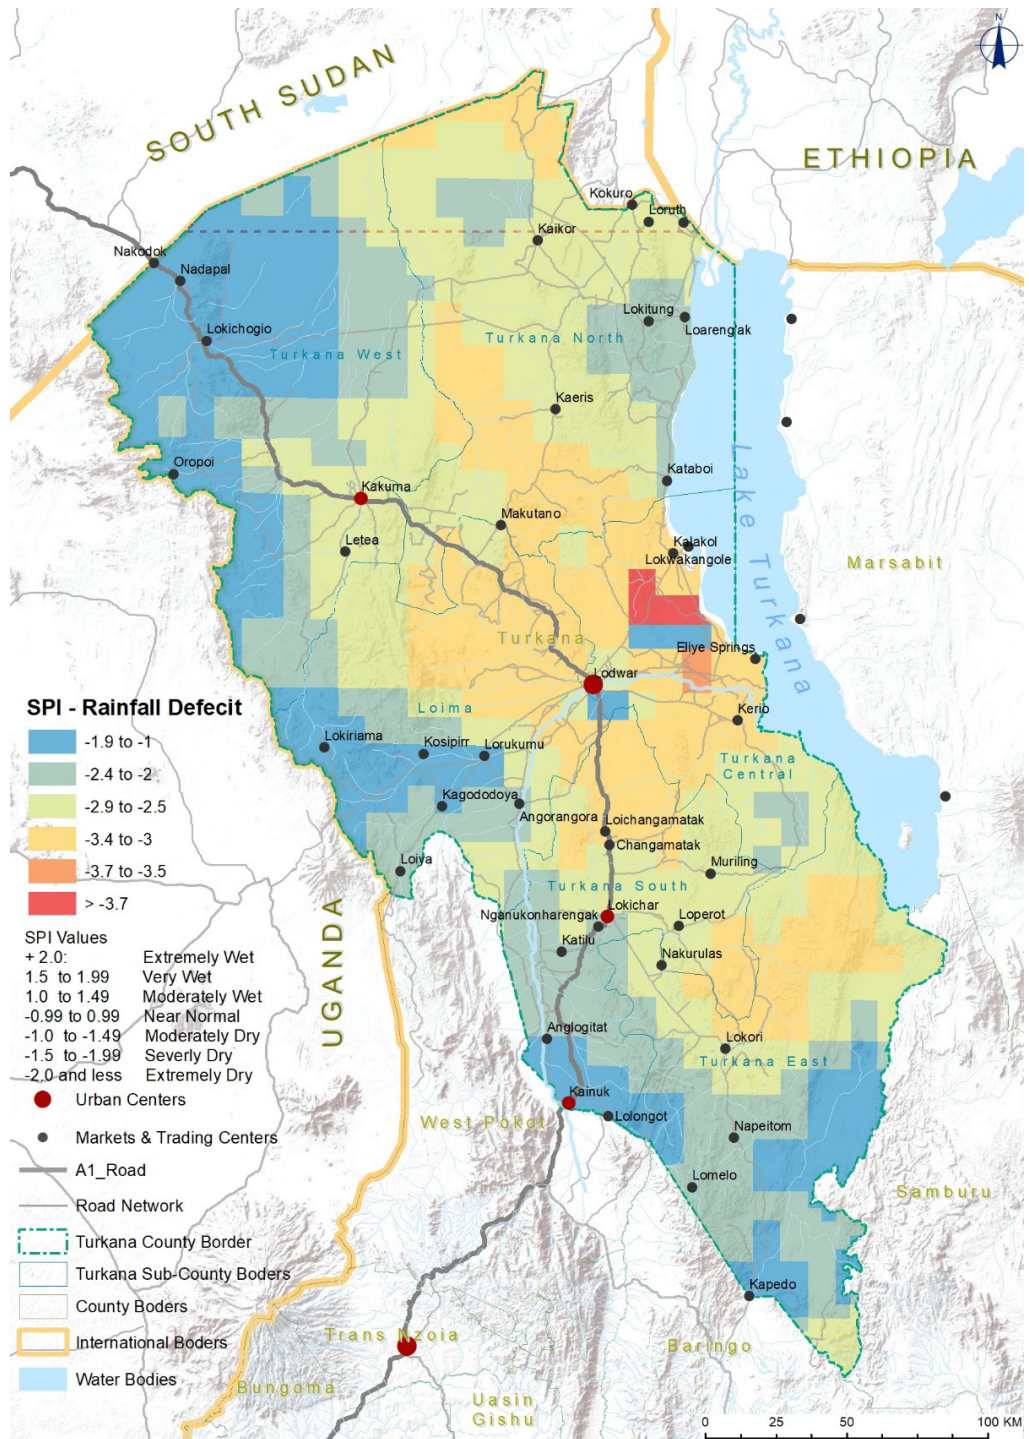 N
SOUTH SUDAN
ETHIOPIA
Kokuro
Loruth
Kaikor
Nakodok
Nadapal
Lokitung
Loareng'ak
Lokichogio
Turkana West
Turkana North
Kaeris
Oropoi
Kataboi
Kakuma
Lake Turkana
Makutano
Letea
Kalakol
Lokwakangole
Marsabit
Turkana
Eliye Springs
Lodwar
SPI - Rainfall Defecit
Loima
Kerio
-1.9 to -1
Lokiriama
Kosipirr
Lorukumu
Turkana
Central
-2.4 to -2
Kagododoya
-2.9 to -2.5
Angorangora
Loichangamatak
-3.4 to -3
Changamatak
Loiya
Muriling
-3.7 to -3.5
Turkana South
> -3.7
Lokichar
Nganukonharengak
Loperot
UGANDA
SPI Values
Katilu
Nakurulas
+ 2.0: Extremely Wet
1.5 to 1.99 Very Wet
1.0 to 1.49 Moderately Wet
-0.99 to 0.99 Near Normal
Anglogitat
-1.0 to -1.49 Moderately Dry
Lokori
-1.5 to -1.99 Severly Dry
Turkana East
-2.0 and less Extremely Dry
Kainuk
Urban Centers
West Pokot
Lolongot
Napeitom
Markets & Trading Centers
A1_Road
Lomelo
Samburu
Road Network
Turkana County Border
Turkana Sub-County Boders
Kapedo
County Boders
Trans Nzoia
International Boders
Baringo
Water Bodies
Bungoma
Uasin
Gishu
0 25 50 100 KM